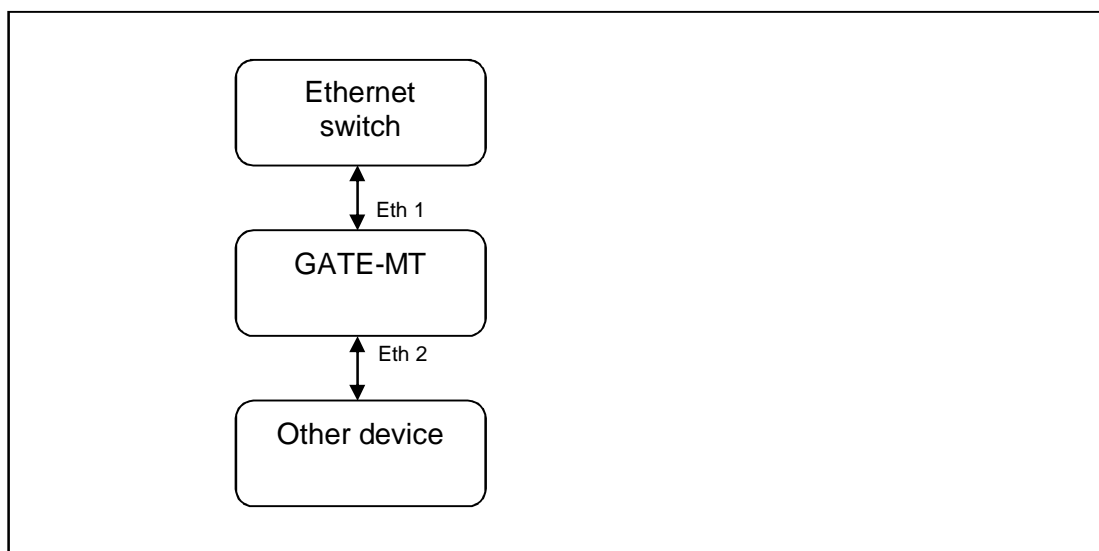 Ethernet
switch
Eth 1
GATE-MT
Eth 2
Other device